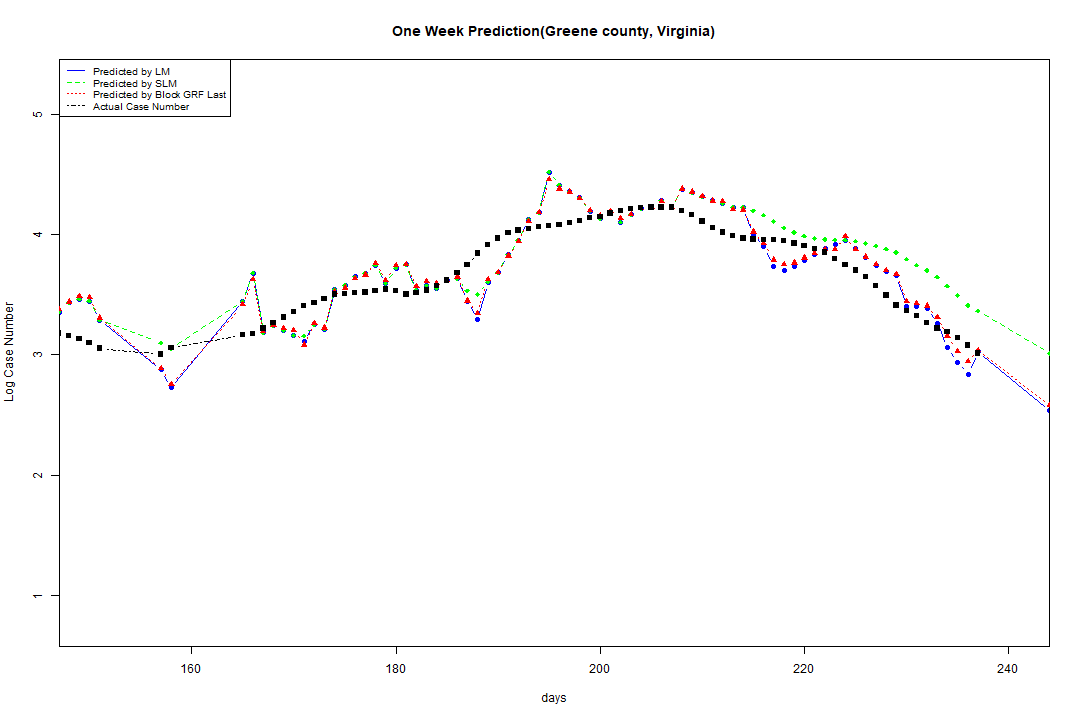 One Week Prediction(Greene county, Virginia)
Predicted by LM
Predicted by SLM
Predicted by Block GRF Last
Actual Case Number
5
4
3
2
1
Log Case Number
160 180 200 220 240
days